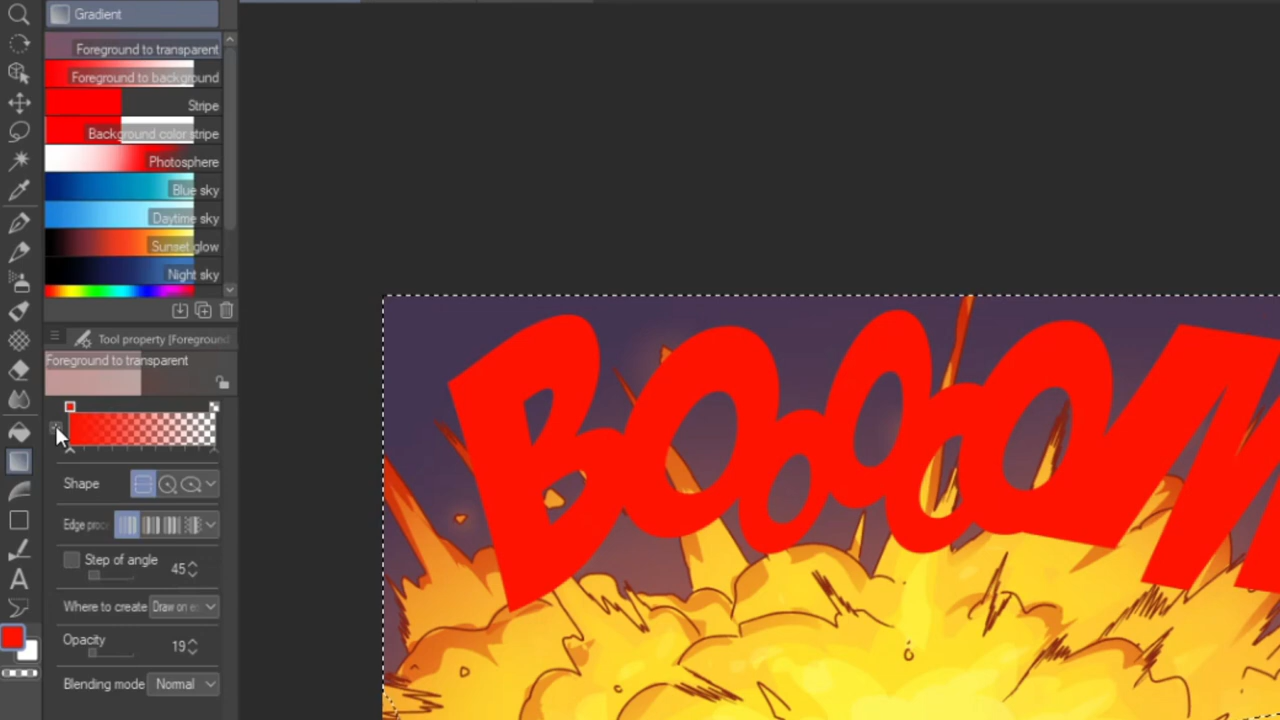 Gradient
Foreground to transparent
Foreground to background
Stripe
Background color stripe
Photosphere
Blue sky
Daytime sky
Sunset glow
Night sky
Tool property [Foreground
Foreground to transparent
Shape
Edge proc
Step of angle 45
Where to create Draw on e
Opacity 19
Blending mode Normal
A
BOOOOOM